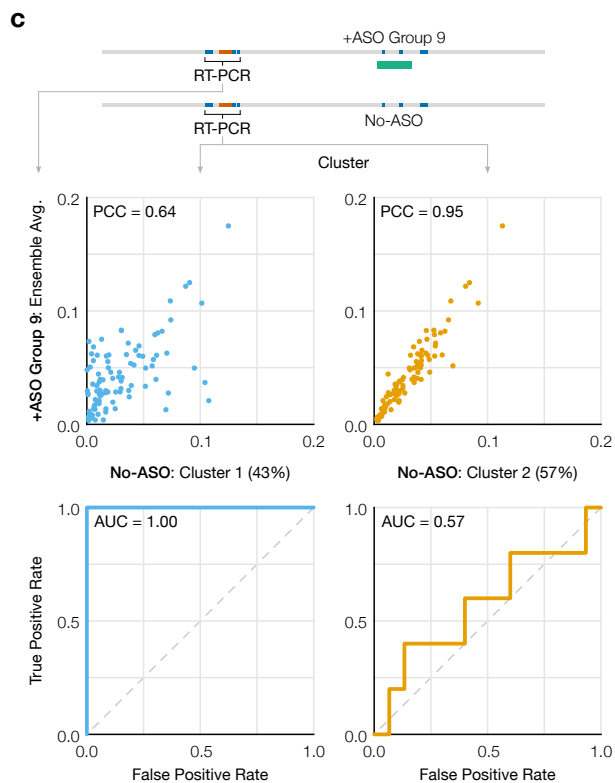 c
+ASO Group 9
RT-PCR
RT-PCR
No-ASO
Cluster
+ASO Group 9: Ensemble Avg.
0.2
0.1
0.0
PCC = 0.64
0.0
0.1
0.2
No-ASO: Cluster 1 (43%)
0.2
0.1
0.0
PCC = 0.95
0.0
0.1
0.2
No-ASO: Cluster 2 (57%)
True Positive Rate
1.0
0.5
0.0
AUC = 1.00
0.0
0.5
1.0
False Positive Rate
1.0
0.5
0.0
AUC = 0.57
0.0
0.5
1.0
False Positive Rate